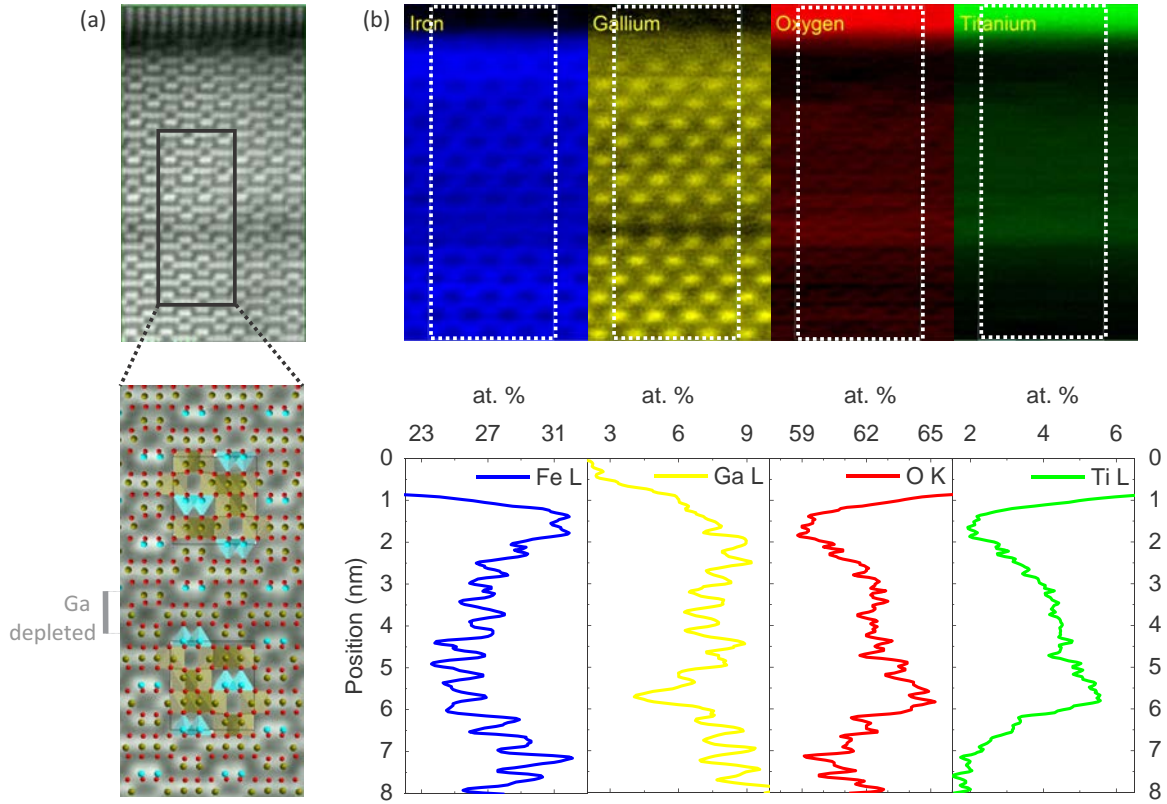 (a)
(b)
Iron
Gallium
Oxygen
Titanium
Ga
depleted
at. %
at. %
at. %
at. %
23 27 31
3 6 9
59 62 65
2 4 6
Fe L
Ga L
O K
Ti L
Position (nm)
0
1
2
3
4
5
6
7
8
0
1
2
3
4
5
6
7
8